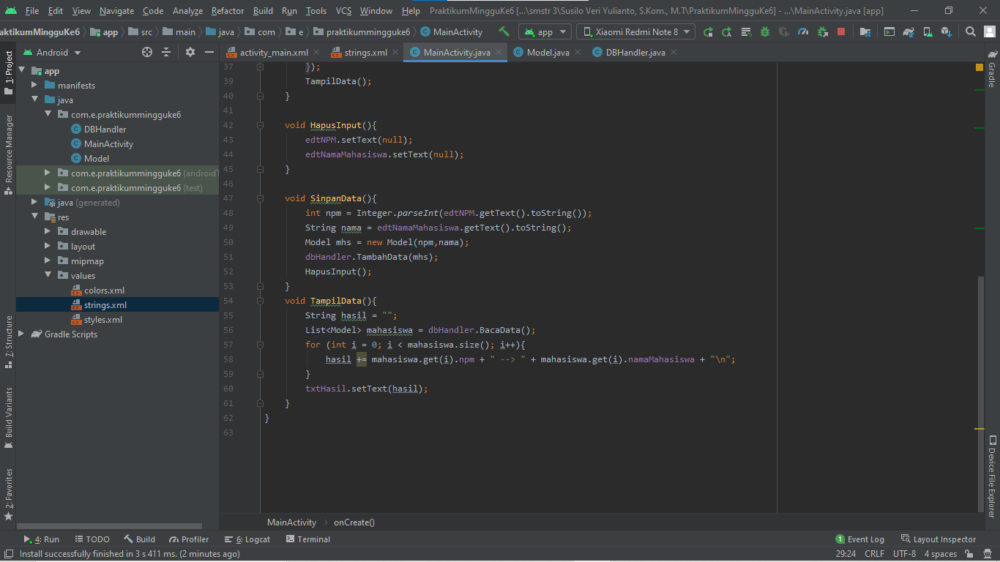 File Edit View Navigate Code Analyze Refactor Build Run Tools VCS Window Help PraktikumMingguKe6 [...\smstr 3\Susilo Veri Yulianto, S.Kom., M.T\PraktikumMingguKe6] - ...\MainActivity.java [app]
aktikumMingguKe6 app src main java com e praktikummingguke6 MainActivity app Xiaomi Redmi Note 8
Android activity_main.xml strings.xml MainActivity.java Model.java DBHandler.java
1: Project
Resource Manager
7: Structure
Build Variants
2: Favorites
app
manifests
java
com.e.praktikummingguke6
DBHandler
MainActivity
Model
com.e.praktikummingguke6 (androidT
com.e.praktikummingguke6 (test)
java (generated)
res
drawable
layout
mipmap
values
colors.xml
strings.xml
styles.xml
Gradle Scripts
37 });
39 TampilData();
40 }
41
42 void HapusInput(){
43 edtNPM.setText(null);
44 edtNamaMahasiswa.setText(null);
45 }
46
47 void SinpanData(){
48 int npm = Integer.parseInt(edtNPM.getText().toString());
49 String nama = edtNamaMahasiswa.getText().toString();
50 Model mhs = new Model(npm,nama);
51 dbHandler.TambahData(mhs);
52 HapusInput();
53 }
54 void TampilData(){
55 String hasil = "";
56 List<Model> mahasiswa = dbHandler.BacaData();
57 for (int i = 0; i < mahasiswa.size(); i++){
58 hasil += mahasiswa.get(i).npm + " --> " + mahasiswa.get(i).namaMahasiswa + "\n";
59 }
60 txtHasil.setText(hasil);
61 }
62 }
63
Gradle
Device File Explorer
MainActivity onCreate()
4: Run TODO Build Profiler 6: Logcat Terminal 1 Event Log Layout Inspector
Install successfully finished in 3 s 411 ms. (2 minutes ago) 29:24 CRLF UTF-8 4 spaces